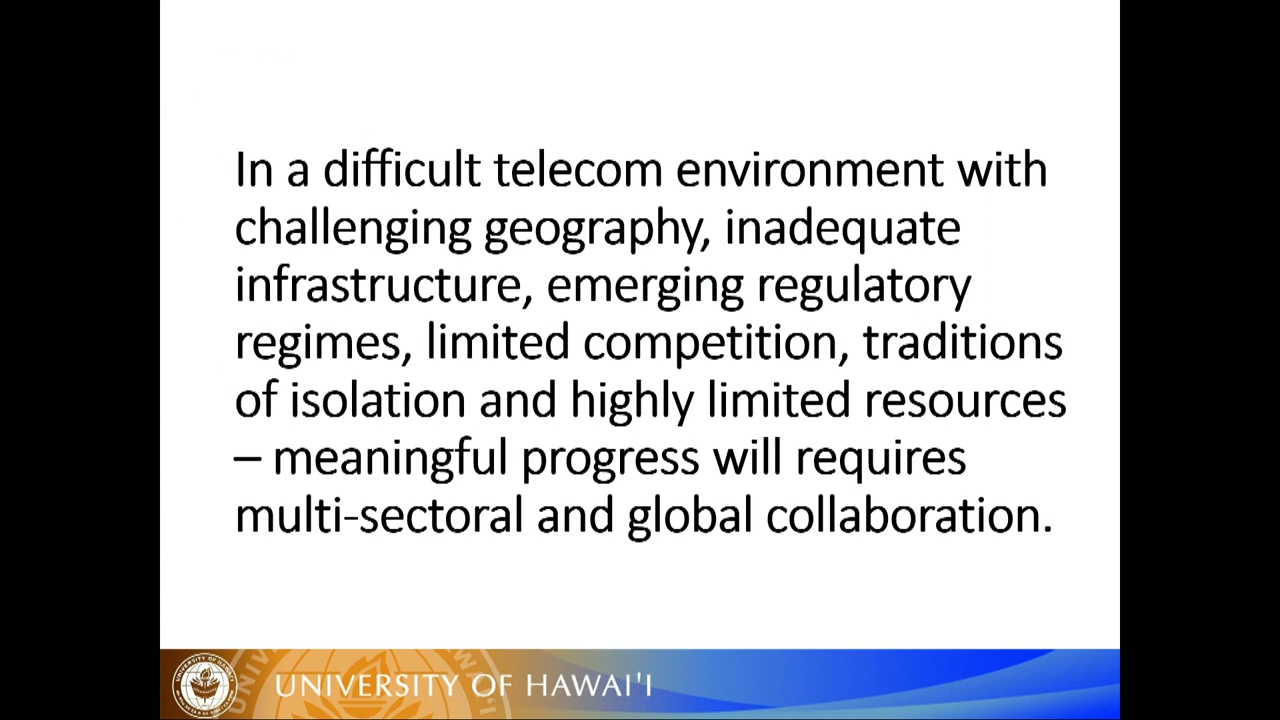 In a difficult telecom environment with
challenging geography, inadequate
infrastructure, emerging regulatory
regimes, limited competition, traditions
of isolation and highly limited resources
– meaningful progress will requires
multi-sectoral and global collaboration.
UNIVERSITY OF HAWAI'I